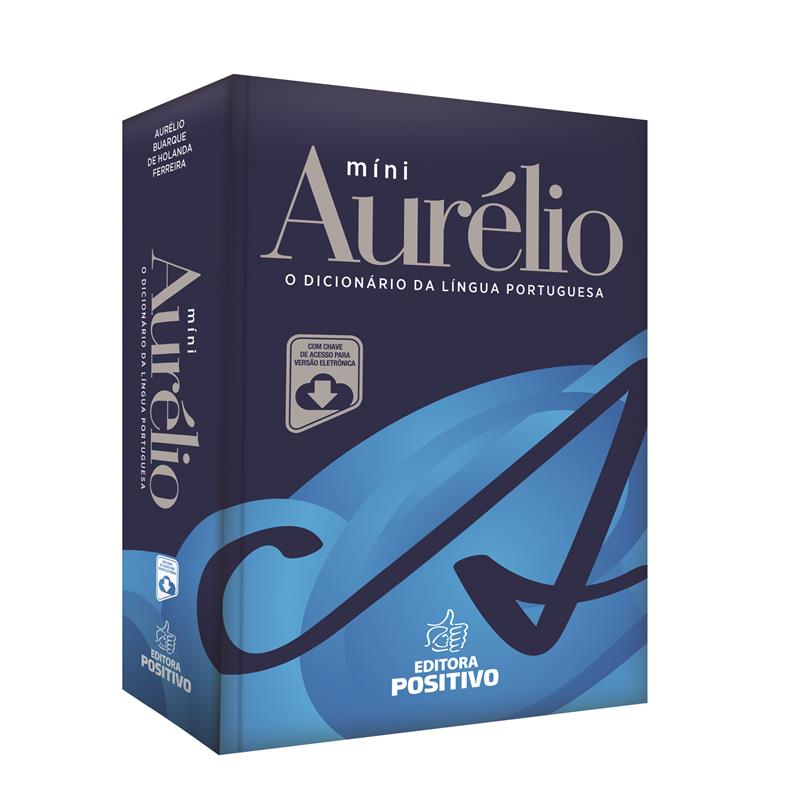 AURÉLIO
BUARQUE
DE HOLANDA
FERREIRA
míni
Aurélio
O DICIONÁRIO DA LÍNGUA PORTUGUESA
EDITORA
POSITIVO
míni
Aurélio
O DICIONÁRIO DA LÍNGUA PORTUGUESA
COM CHAVE
DE ACESSO PARA
VERSÃO ELETRÔNICA
EDITORA
POSITIVO